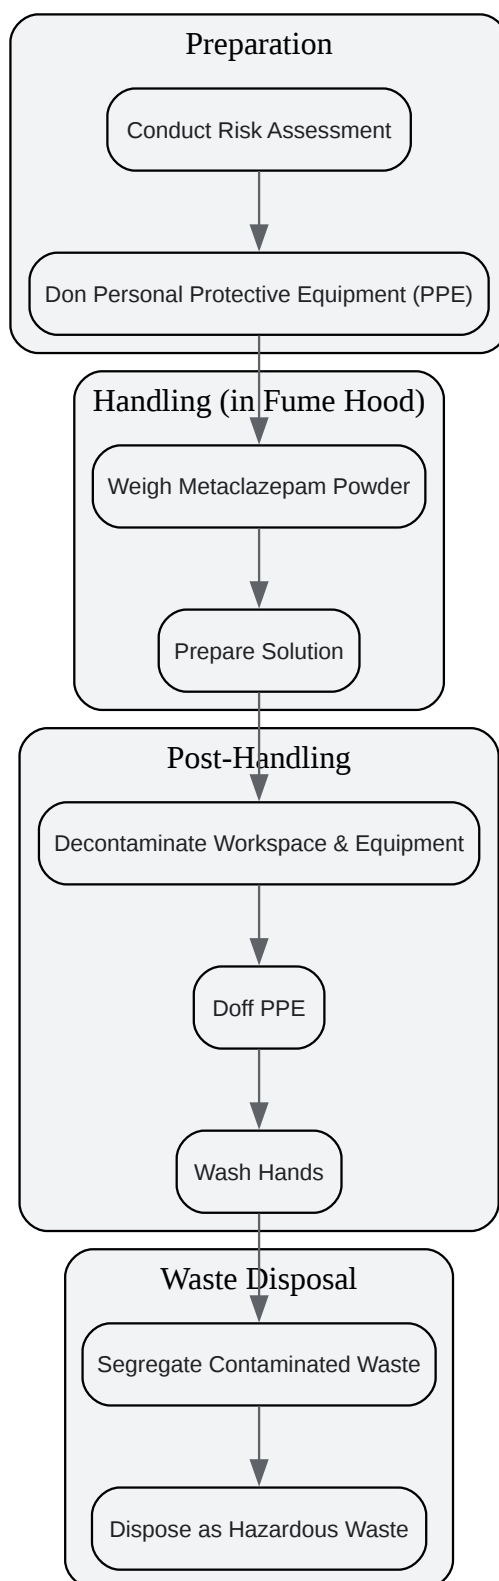 Preparation
Conduct Risk Assessment
Don Personal Protective Equipment (PPE)
Handling (in Fume Hood)
Weigh Metaclazepam Powder
Prepare Solution
Post-Handling
Decontaminate Workspace & Equipment
Doff PPE
Wash Hands
Waste Disposal
Segregate Contaminated Waste
Dispose as Hazardous Waste